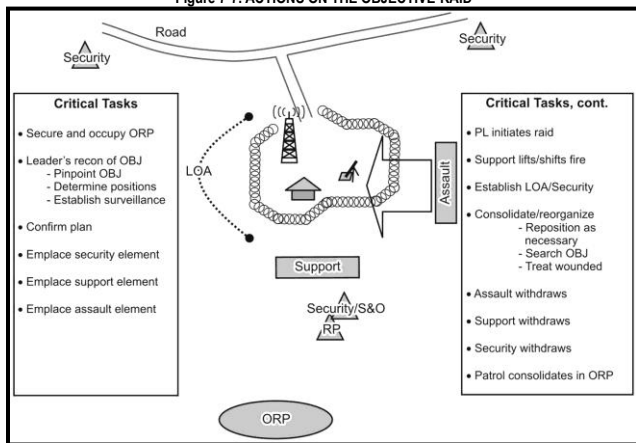 Figure 7-7. ACTIONS ON THE OBJECTIVE-RAID
Road
Security
Security
Critical Tasks
• Secure and occupy ORP
• Leader's recon of OBJ
- Pinpoint OBJ
- Determine positions
- Establish surveillance
• Confirm plan
• Emplace security element
• Emplace support element
• Emplace assault element
LOA
Assault
Support
Security/S&O
RP
ORP
Critical Tasks, cont.
• PL initiates raid
• Support lifts/shifts fire
• Establish LOA/Security
• Consolidate/reorganize
- Reposition as
necessary
- Search OBJ
- Treat wounded
• Assault withdraws
• Support withdraws
• Security withdraws
• Patrol consolidates in ORP